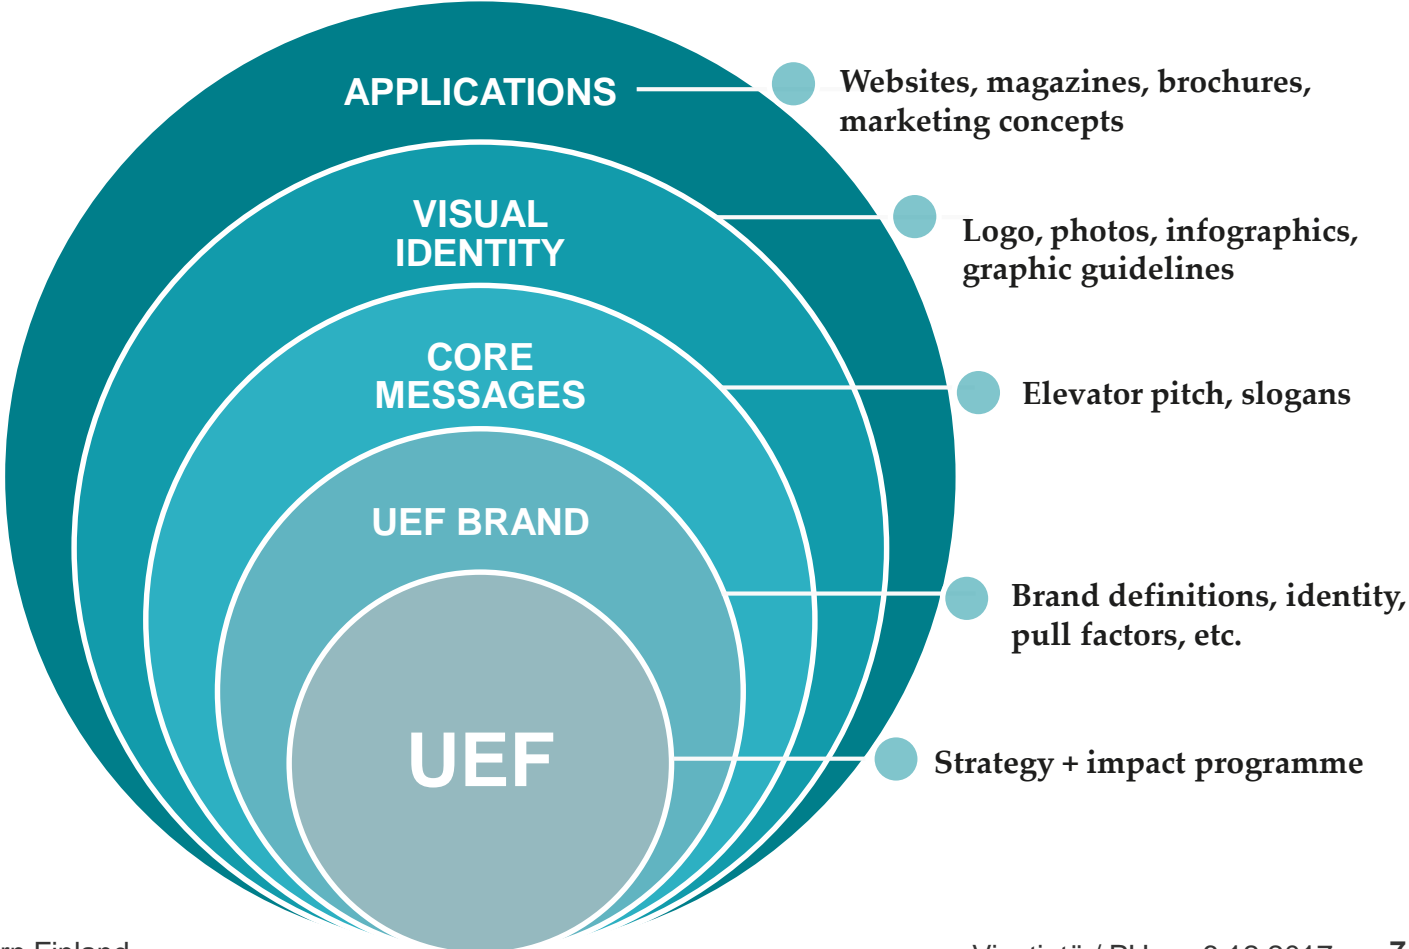 APPLICATIONS
Websites, magazines, brochures,
marketing concepts
VISUAL
IDENTITY
Logo, photos, infographics,
graphic guidelines
CORE
MESSAGES
Elevator pitch, slogans
UEF BRAND
Brand definitions, identity,
pull factors, etc.
UEF
Strategy + impact programme
Finland